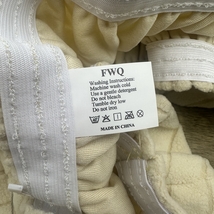 FWQ
Washing Instructions:
Machine wash cold
Use a gentle detergent
Do not bleach
Tumble dry low
Do not iron
MADE IN CHINA